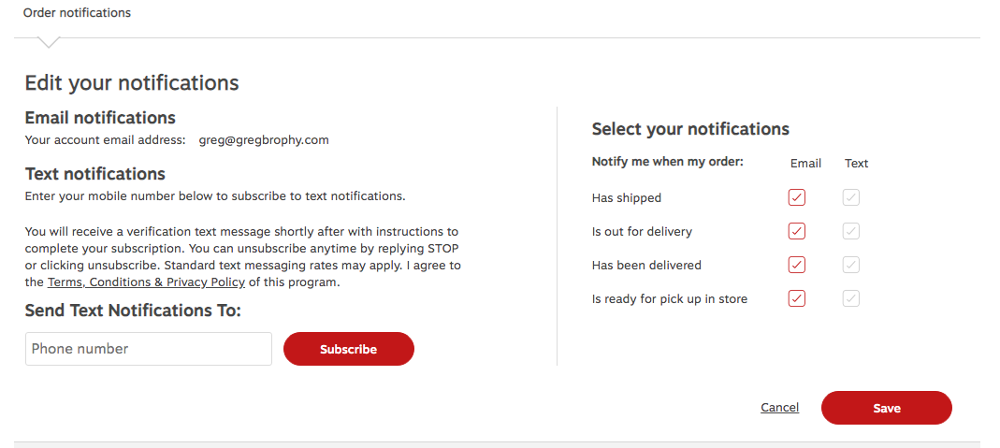 Order notifications
Edit your notifications
Email notifications
Your account email address: greg@gregbrophy.com
Text notifications
Enter your mobile number below to subscribe to text notifications.
You will receive a verification text message shortly after with instructions to
complete your subscription. You can unsubscribe anytime by replying STOP
or clicking unsubscribe. Standard text messaging rates may apply. I agree to
the Terms, Conditions & Privacy Policy of this program.
Send Text Notifications To:
Phone number
Subscribe
Select your notifications
Notify me when my order: Email Text
Has shipped
Is out for delivery
Has been delivered
Is ready for pick up in store
Cancel Save